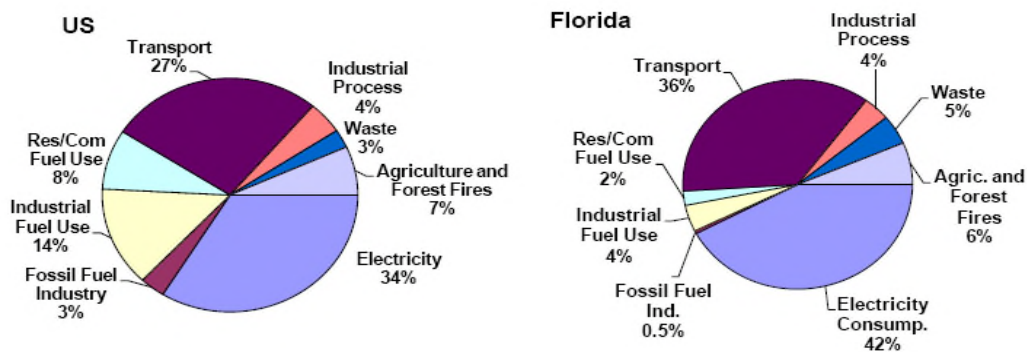 US
Transport
27%
Industrial
Process
4%
Waste
3%
Agriculture and
Forest Fires
7%
Electricity
34%
Fossil Fuel
Industry
3%
Industrial
Fuel Use
14%
Res/Com
Fuel Use
8%
Florida
Transport
36%
Industrial
Process
4%
Waste
5%
Agric. and
Forest
Fires
6%
Electricity
Consump.
42%
Fossil Fuel
Ind.
0.5%
Industrial
Fuel Use
4%
Res/Com
Fuel Use
2%